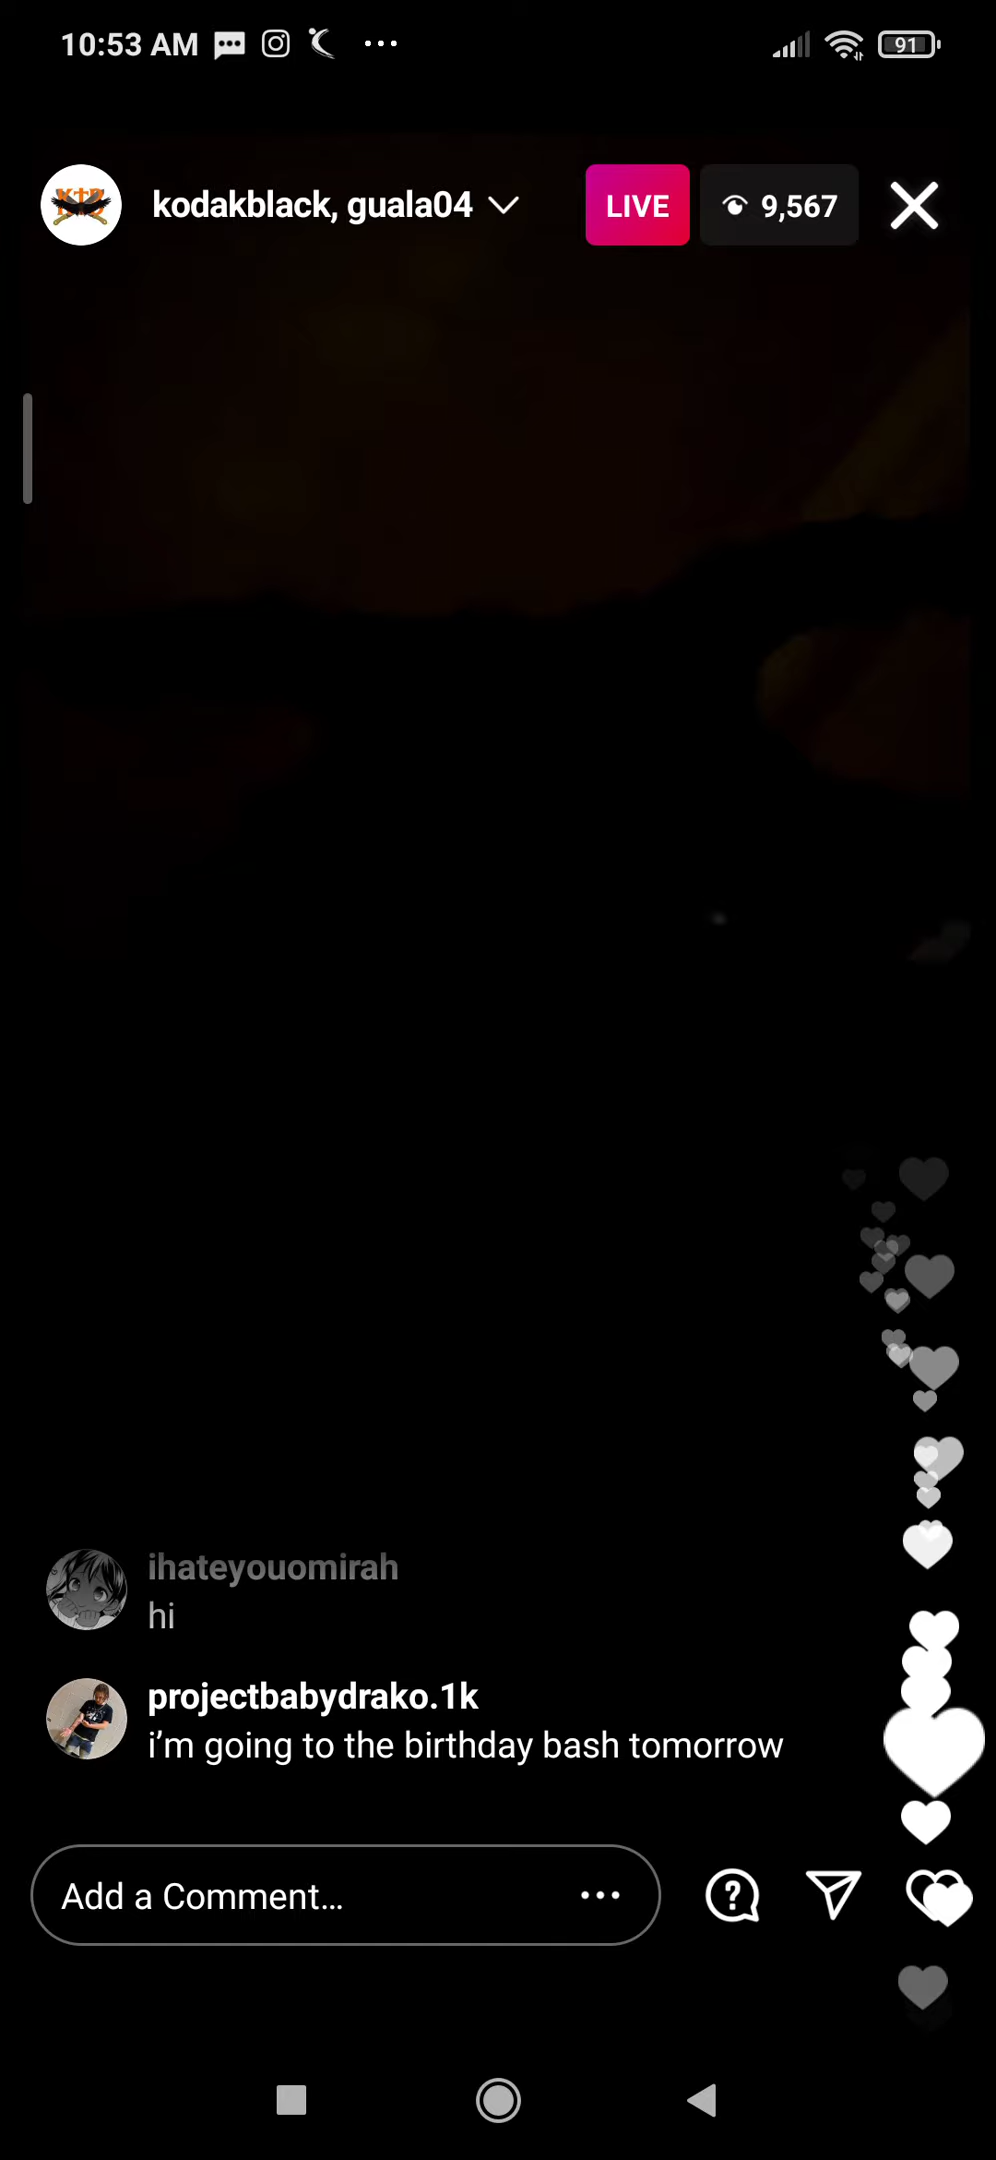 10:53 AM
91
kodakblack, guala04
LIVE
9,567
ihateyouomirah
hi
projectbabydrako.1k
i’m going to the birthday bash tomorrow
Add a Comment...